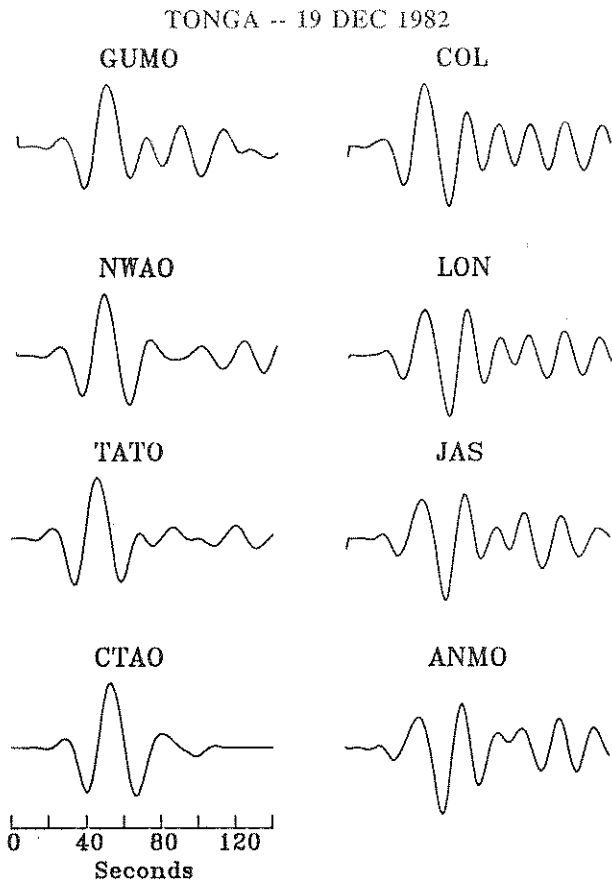 TONGA -- 19 DEC 1982
GUMO
COL
NWAO
LON
TATO
JAS
CTAO
ANMO
0 40 80 120
Seconds